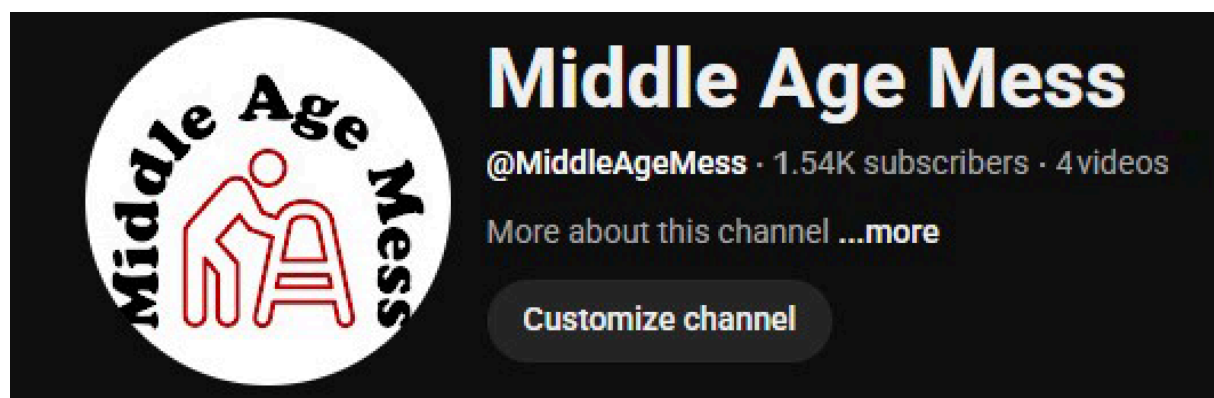 Middle Age Mess
Middle Age Mess
@MiddleAgeMess · 1.54K subscribers · 4 videos
More about this channel ...more
Customize channel